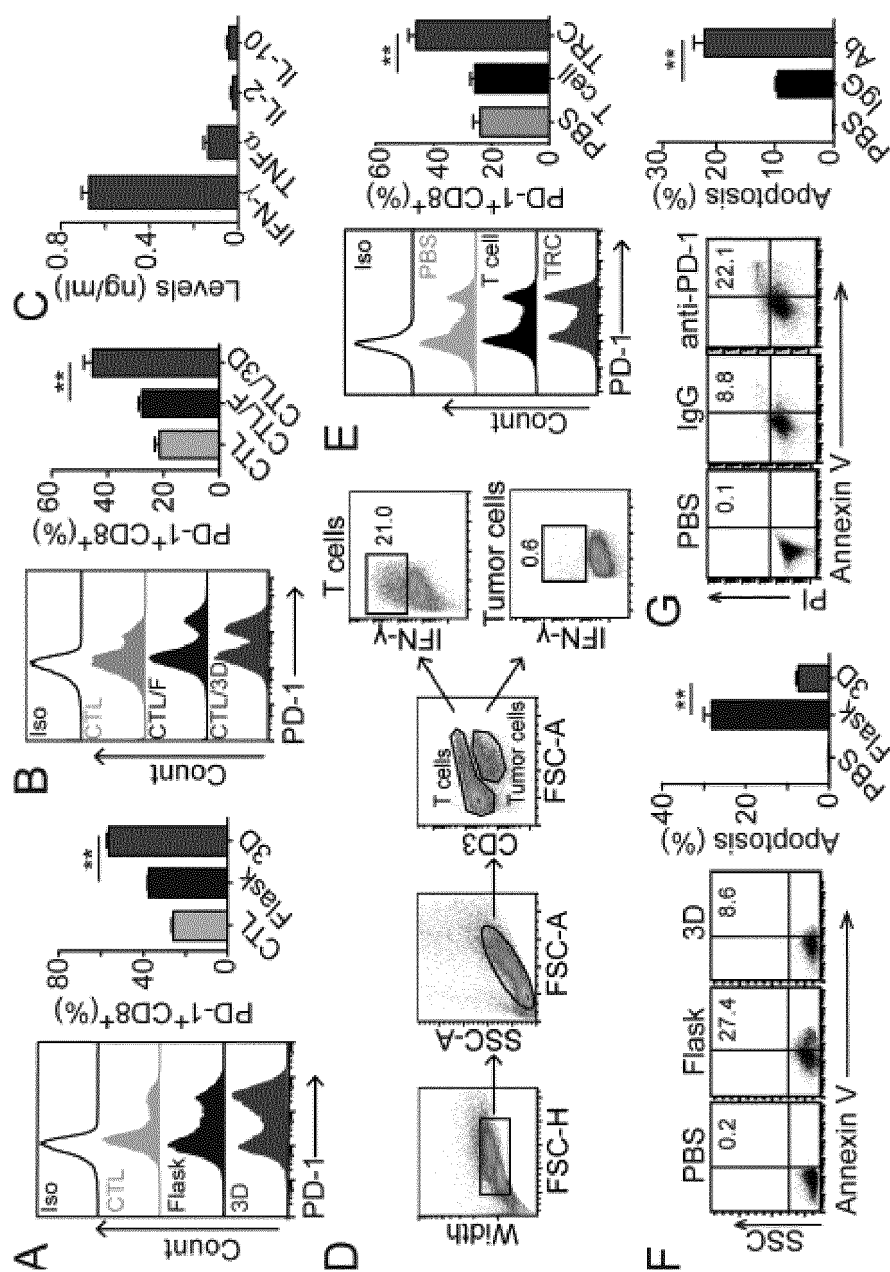 A
Iso
CTL
Flask
3D
Count
PD-1
PD-1+CD8+(%)
80
40
0
**
CTL
Flask
3D
B
Iso
CTL
CTL/F
CTL/3D
Count
PD-1
PD-1+CD8+(%)
60
40
20
0
**
CTL
CTL/F
CTL/3D
C
Levels (ng/ml)
0.8
0.4
0
IFN-γ
TNFα
IL-2
IL-10
D
Width
FSC-H
SSC-A
FSC-A
CD3
FSC-A
T cells
Tumor cells
T cells
21.0
IFN-γ
Tumor cells
0.6
IFN-γ
E
Iso
PBS
T cell
TRC
Count
PD-1
PD-1+CD8+(%)
60
40
20
0
**
PBS
T cell
TRC
F
PBS
Flask
3D
0.2
27.4
8.6
SSC
Annexin V
Apoptosis (%)
40
20
0
**
PBS
Flask
3D
G
PBS
IgG
anti-PD-1
0.1
8.8
22.1
PI
Annexin V
Apoptosis (%)
30
20
10
0
**
PBS
IgG
Ab